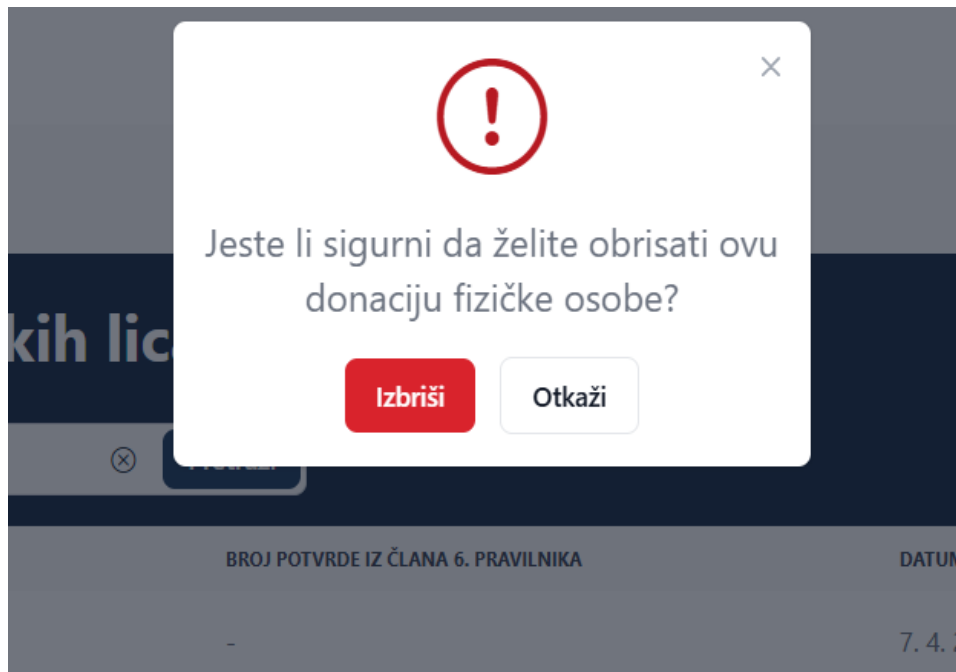 Jeste li sigurni da želite obrisati ovu
donaciju fizičke osobe?
kih lic
Izbriši Otkaži
BROJ POTVRDE IZ ČLANA 6. PRAVILNIKA DATUM
- 7. 4.